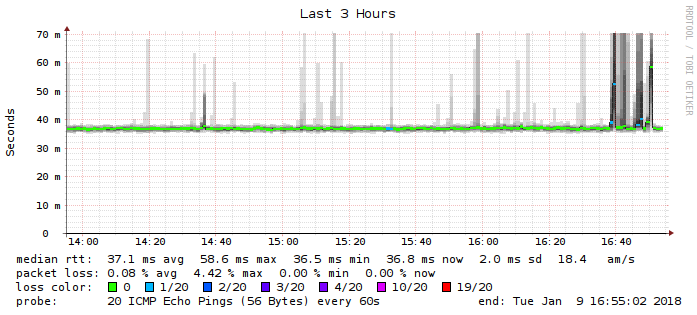 Last 3 Hours
RRDTOOL / TOBI OETIKER
Seconds
70 m
60 m
50 m
40 m
30 m
20 m
10 m
0
14:00 14:20 14:40 15:00 15:20 15:40 16:00 16:20 16:40
median rtt: 37.1 ms avg 58.6 ms max 36.5 ms min 36.8 ms now 2.0 ms sd 18.4 am/s
packet loss: 0.08 % avg 4.42 % max 0.00 % min 0.00 % now
loss color: 0 1/20 2/20 3/20 4/20 10/20 19/20
probe: 20 ICMP Echo Pings (56 Bytes) every 60s end: Tue Jan 9 16:55:02 2018